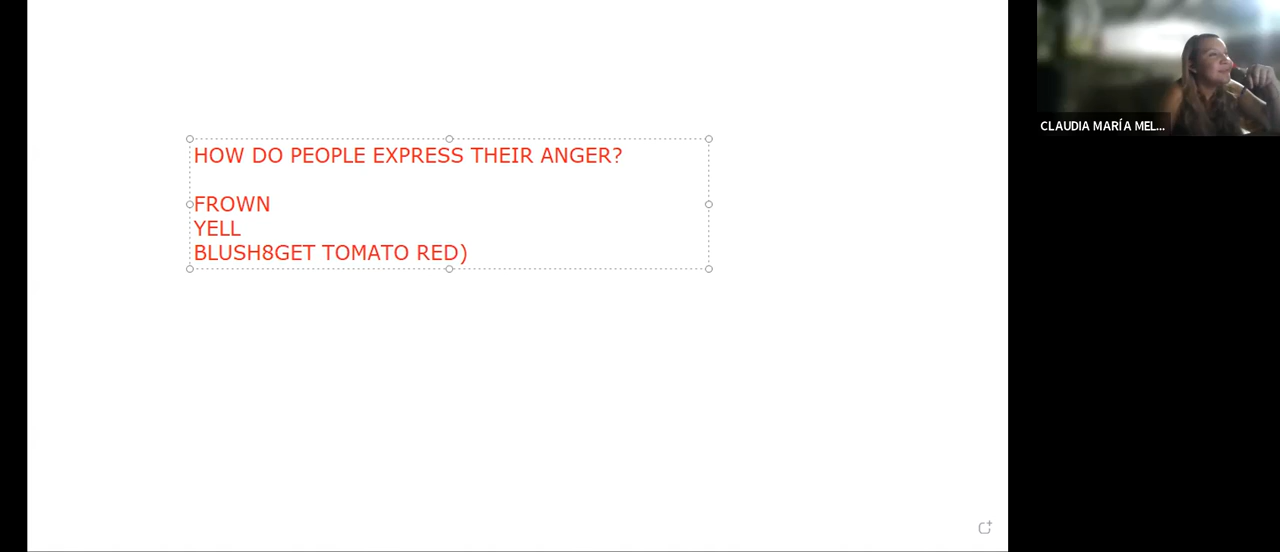 HOW DO PEOPLE EXPRESS THEIR ANGER?
FROWN
YELL
BLUSH8GET TOMATO RED)
CLAUDIA MARÍA MEL...